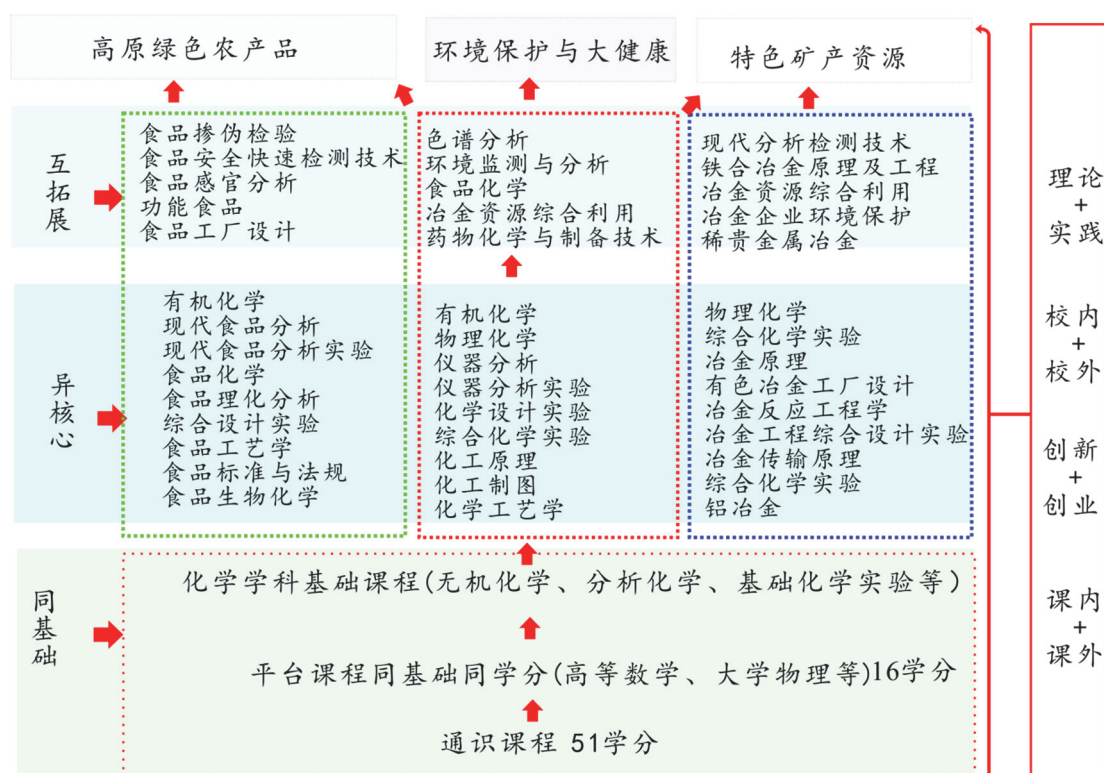 高原绿色农产品
环境保护与大健康
特色矿产资源
互拓展
食品掺伪检验
食品安全快速检测技术
食品感官分析
功能食品
食品工厂设计
色谱分析
环境监测与分析
食品化学
冶金资源综合利用
药物化学与制备技术
现代分析检测技术
铁合冶金原理及工程
冶金资源综合利用
冶金企业环境保护
稀贵金属冶金
异核心
有机化学
现代食品分析
现代食品分析实验
食品化学
食品理化分析
综合设计实验
食品工艺学
食品标准与法规
食品生物化学
有机化学
物理化学
仪器分析
仪器分析实验
化学设计实验
综合化学实验
化工原理
化工制图
化学工艺学
物理化学
综合化学实验
冶金原理
有色冶金工厂设计
冶金反应工程学
冶金工程综合设计实验
冶金传输原理
综合化学实验
铝冶金
同基础
化学学科基础课程(无机化学、分析化学、基础化学实验等)
平台课程同基础同学分(高等数学、大学物理等)16学分
通识课程 51学分
理论
+
实践
校内
+
校外
创新
+
创业
课内
+
课外